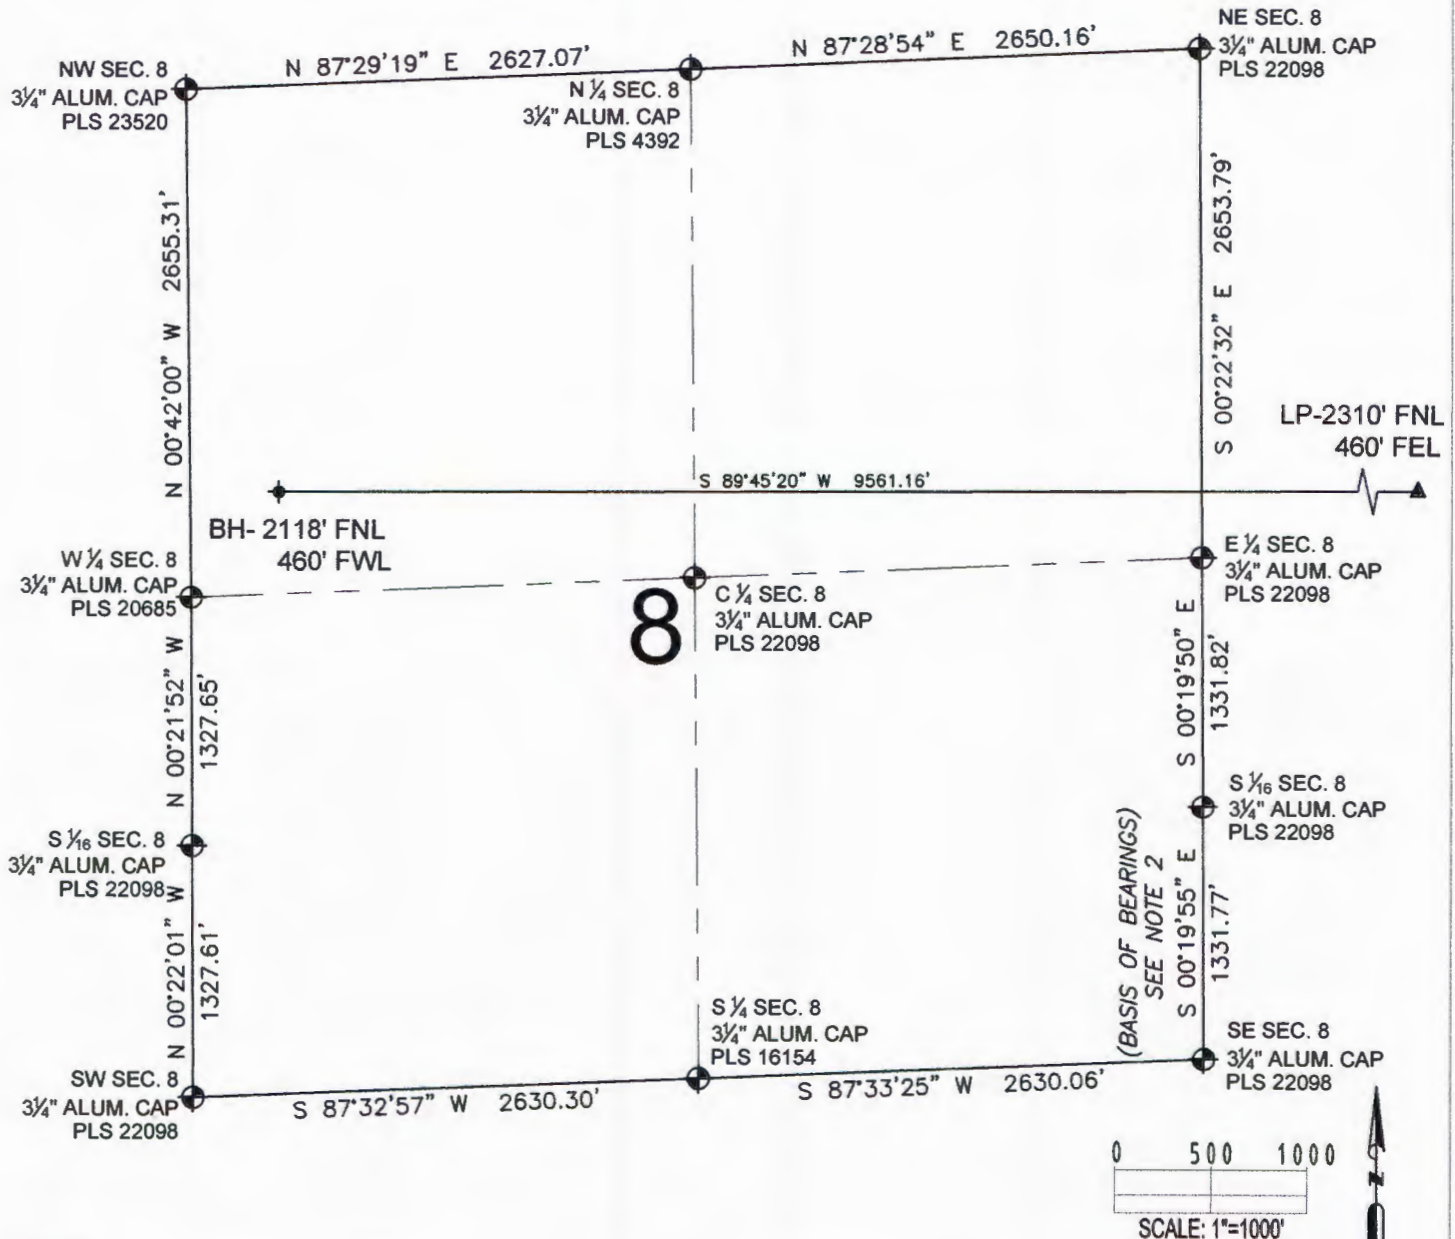 NE SEC. 8
3¼" ALUM. CAP
PLS 22098
N 87°28'54" E 2650.16'
N 87°29'19" E 2627.07'
NW SEC. 8
3¼" ALUM. CAP
PLS 23520
N ¼ SEC. 8
3¼" ALUM. CAP
PLS 4392
N 00°42'00" W 2655.31'
S 00°22'32" E 2653.79'
LP-2310' FNL
460' FEL
S 89°45'20" W 9561.16'
BH- 2118' FNL
460' FWL
W ¼ SEC. 8
3¼" ALUM. CAP
PLS 20685
E ¼ SEC. 8
3¼" ALUM. CAP
PLS 22098
8
C ¼ SEC. 8
3¼" ALUM. CAP
PLS 22098
N 00°21'52" W
1327.65'
S 00°19'50" E
1331.82'
S 1⁄16 SEC. 8
3¼" ALUM. CAP
PLS 22098
S 1⁄16 SEC. 8
3¼" ALUM. CAP
PLS 22098
N 00°22'01" W
1327.61'
(BASIS OF BEARINGS)
SEE NOTE 2
S 00°19'55" E
1331.77'
S ¼ SEC. 8
3¼" ALUM. CAP
PLS 16154
SE SEC. 8
3¼" ALUM. CAP
PLS 22098
SW SEC. 8
3¼" ALUM. CAP
PLS 22098
S 87°32'57" W 2630.30'
S 87°33'25" W 2630.06'
0 500 1000
SCALE: 1"=1000'
N